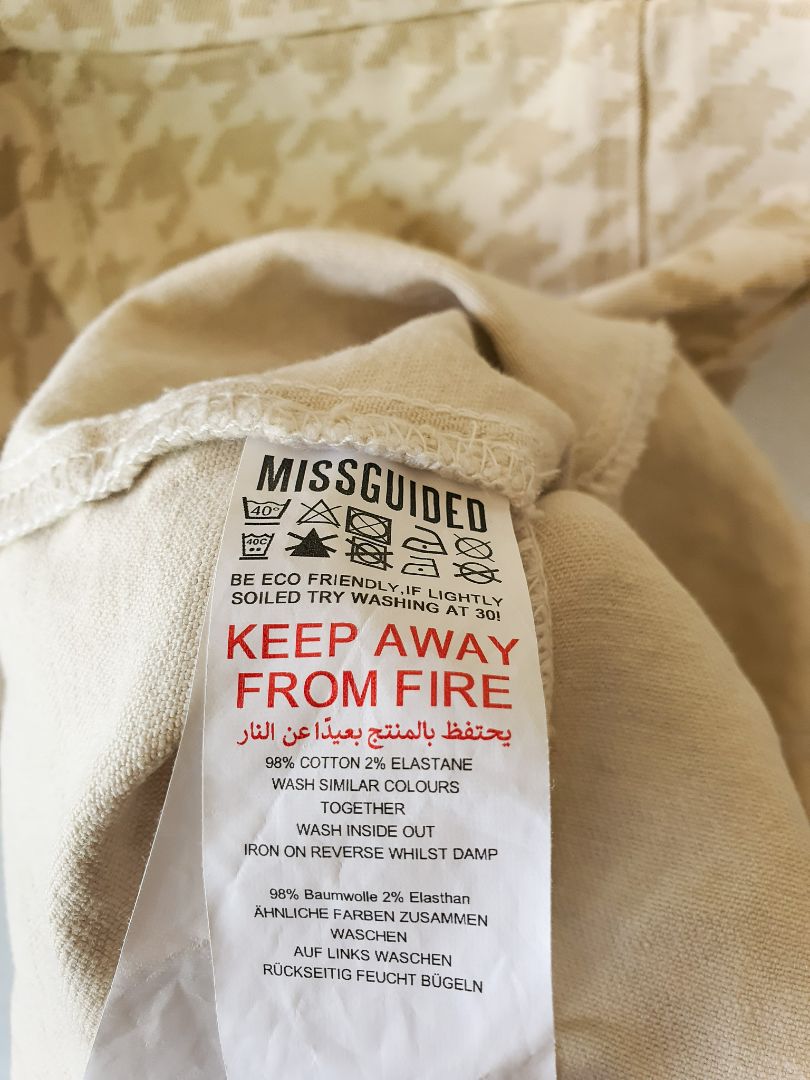 MISSGUIDED
40°
40C
BE ECO FRIENDLY,IF LIGHTLY
SOILED TRY WASHING AT 30!
KEEP AWAY
FROM FIRE
يحتفظ بالمنتج بعيدًا عن النار
98% COTTON 2% ELASTANE
WASH SIMILAR COLOURS
TOGETHER
WASH INSIDE OUT
IRON ON REVERSE WHILST DAMP
98% Baumwolle 2% Elasthan
ÄHNLICHE FARBEN ZUSAMMEN
WASCHEN
AUF LINKS WASCHEN
RÜCKSEITIG FEUCHT BÜGELN